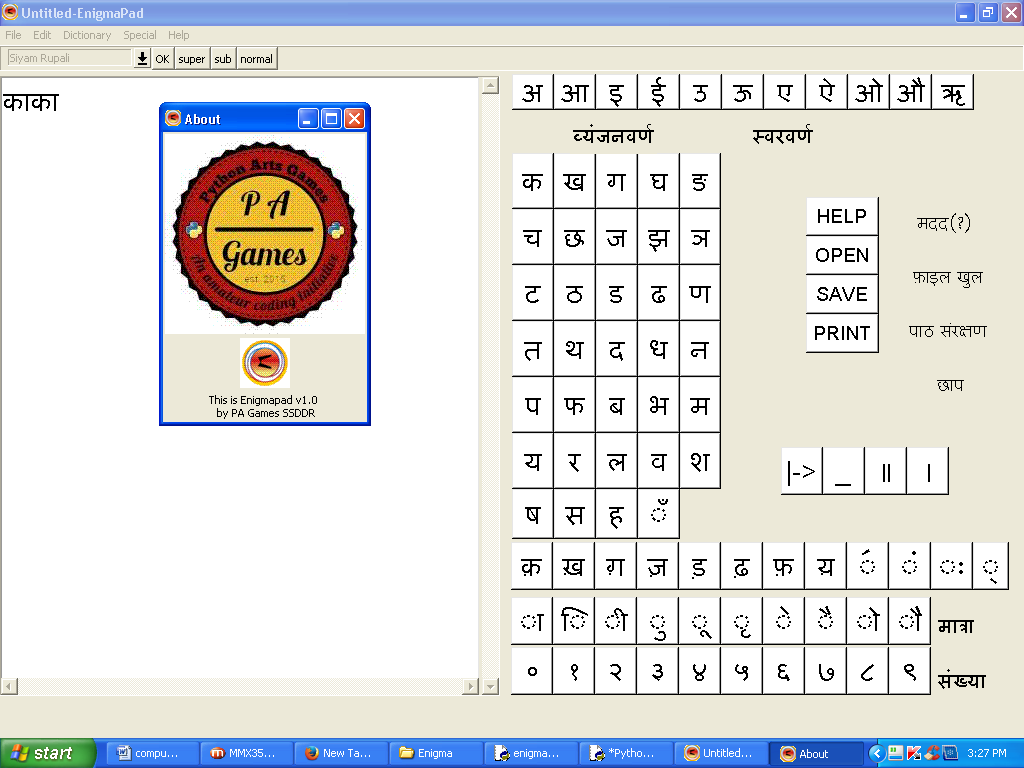 Untitled-EnigmaPad
File Edit Dictionary Special Help
Siyam Rupali OK super sub normal
काका
About
Python Arts Games
P A
Games
est 2015
An amateur coding initiative
This is Enigmapad v1.0
by PA Games SSDDR
अ आ इ ई उ ऊ ए ऐ ओ औ ऋ
व्यंजनवर्ण स्वरवर्ण
क ख ग घ ङ
च छ ज झ ञ
ट ठ ड ढ ण
त थ द ध न
प फ ब भ म
य र ल व श
ष स ह ँ
क़ ख़ ग़ ज़ ड़ ढ़ फ़ य़ ॔ ं ः ्
ा ि ी ु ू ृ े ै ो ौ मात्रा
० १ २ ३ ४ ५ ६ ७ ८ ९ संख्या
HELP मदद(?)
OPEN फ़ाइल खुल
SAVE पाठ संरक्षण
PRINT छाप
|-> _ || |
start compu... MMX35... New Ta... Enigma enigma... *Pytho... Untitled... About 3:27 PM